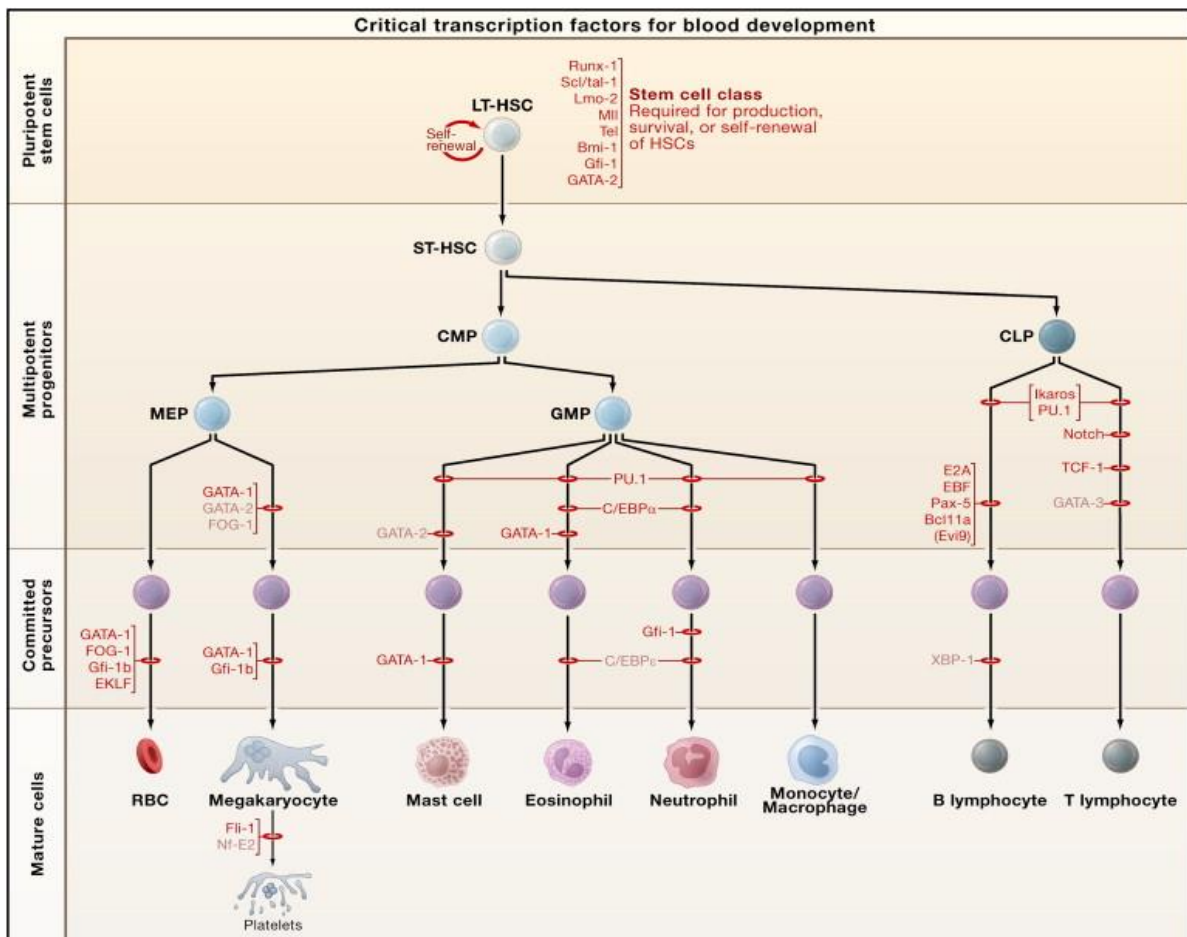 Critical transcription factors for blood development
Pluripotent
stem cells
LT-HSC
Self-
renewal
Runx-1
Scl/tal-1
Lmo-2
Mll
Tel
Bmi-1
Gfi-1
GATA-2
Stem cell class
Required for production,
survival, or self-renewal
of HSCs
Multipotent
progenitors
ST-HSC
CMP
CLP
MEP
GMP
Ikaros
PU.1
Notch
TCF-1
GATA-3
E2A
EBF
Pax-5
Bcl11a
(Evi9)
PU.1
C/EBPα
GATA-1
GATA-2
FOG-1
GATA-2
GATA-1
Committed
precursors
GATA-1
FOG-1
Gfi-1b
EKLF
GATA-1
Gfi-1b
GATA-1
Gfi-1
C/EBPε
XBP-1
Mature cells
RBC
Megakaryocyte
Mast cell
Eosinophil
Neutrophil
Monocyte/
Macrophage
B lymphocyte
T lymphocyte
Fli-1
Nf-E2
Platelets